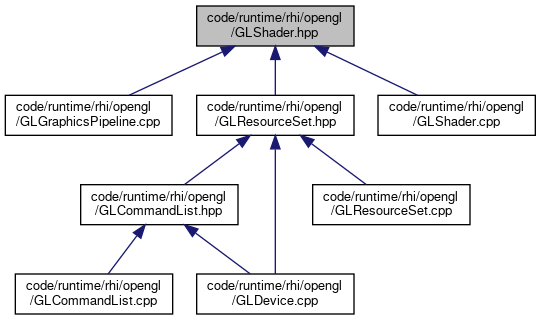 code/runtime/rhi/opengl
/GLShader.hpp
code/runtime/rhi/opengl
/GLGraphicsPipeline.cpp
code/runtime/rhi/opengl
/GLResourceSet.hpp
code/runtime/rhi/opengl
/GLShader.cpp
code/runtime/rhi/opengl
/GLCommandList.hpp
code/runtime/rhi/opengl
/GLResourceSet.cpp
code/runtime/rhi/opengl
/GLCommandList.cpp
code/runtime/rhi/opengl
/GLDevice.cpp